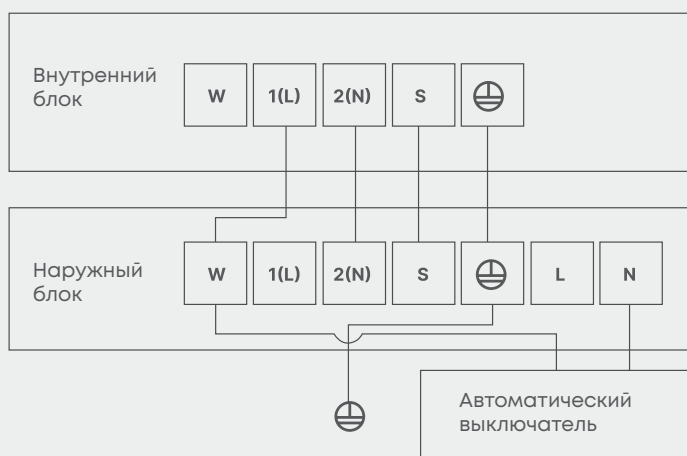 Внутренний
блок
W 1(L) 2(N) S
Наружный
блок
W 1(L) 2(N) S L N
Автоматический
выключатель